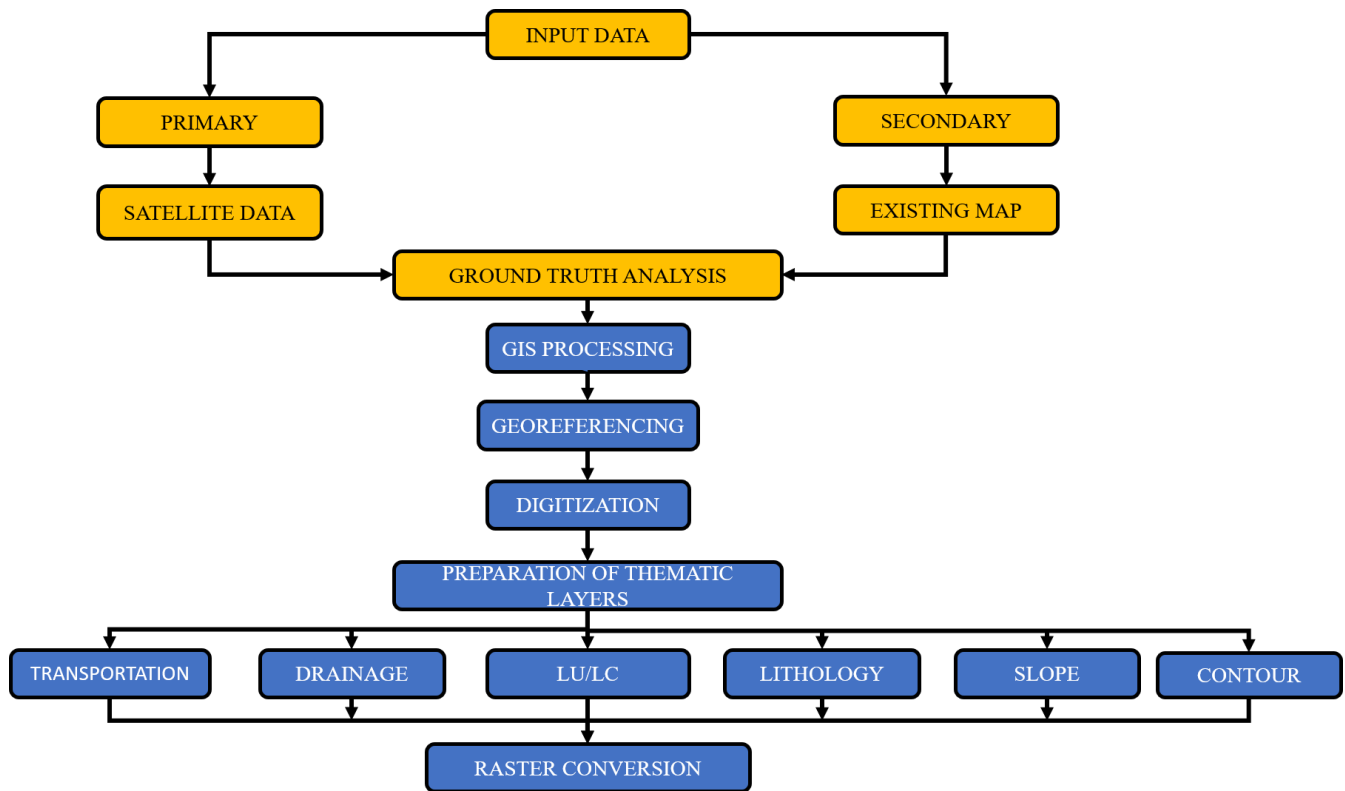 INPUT DATA
PRIMARY
SECONDARY
SATELLITE DATA
EXISTING MAP
GROUND TRUTH ANALYSIS
GIS PROCESSING
GEOREFERENCING
DIGITIZATION
PREPARATION OF THEMATIC
LAYERS
TRANSPORTATION
DRAINAGE
LU/LC
LITHOLOGY
SLOPE
CONTOUR
RASTER CONVERSION